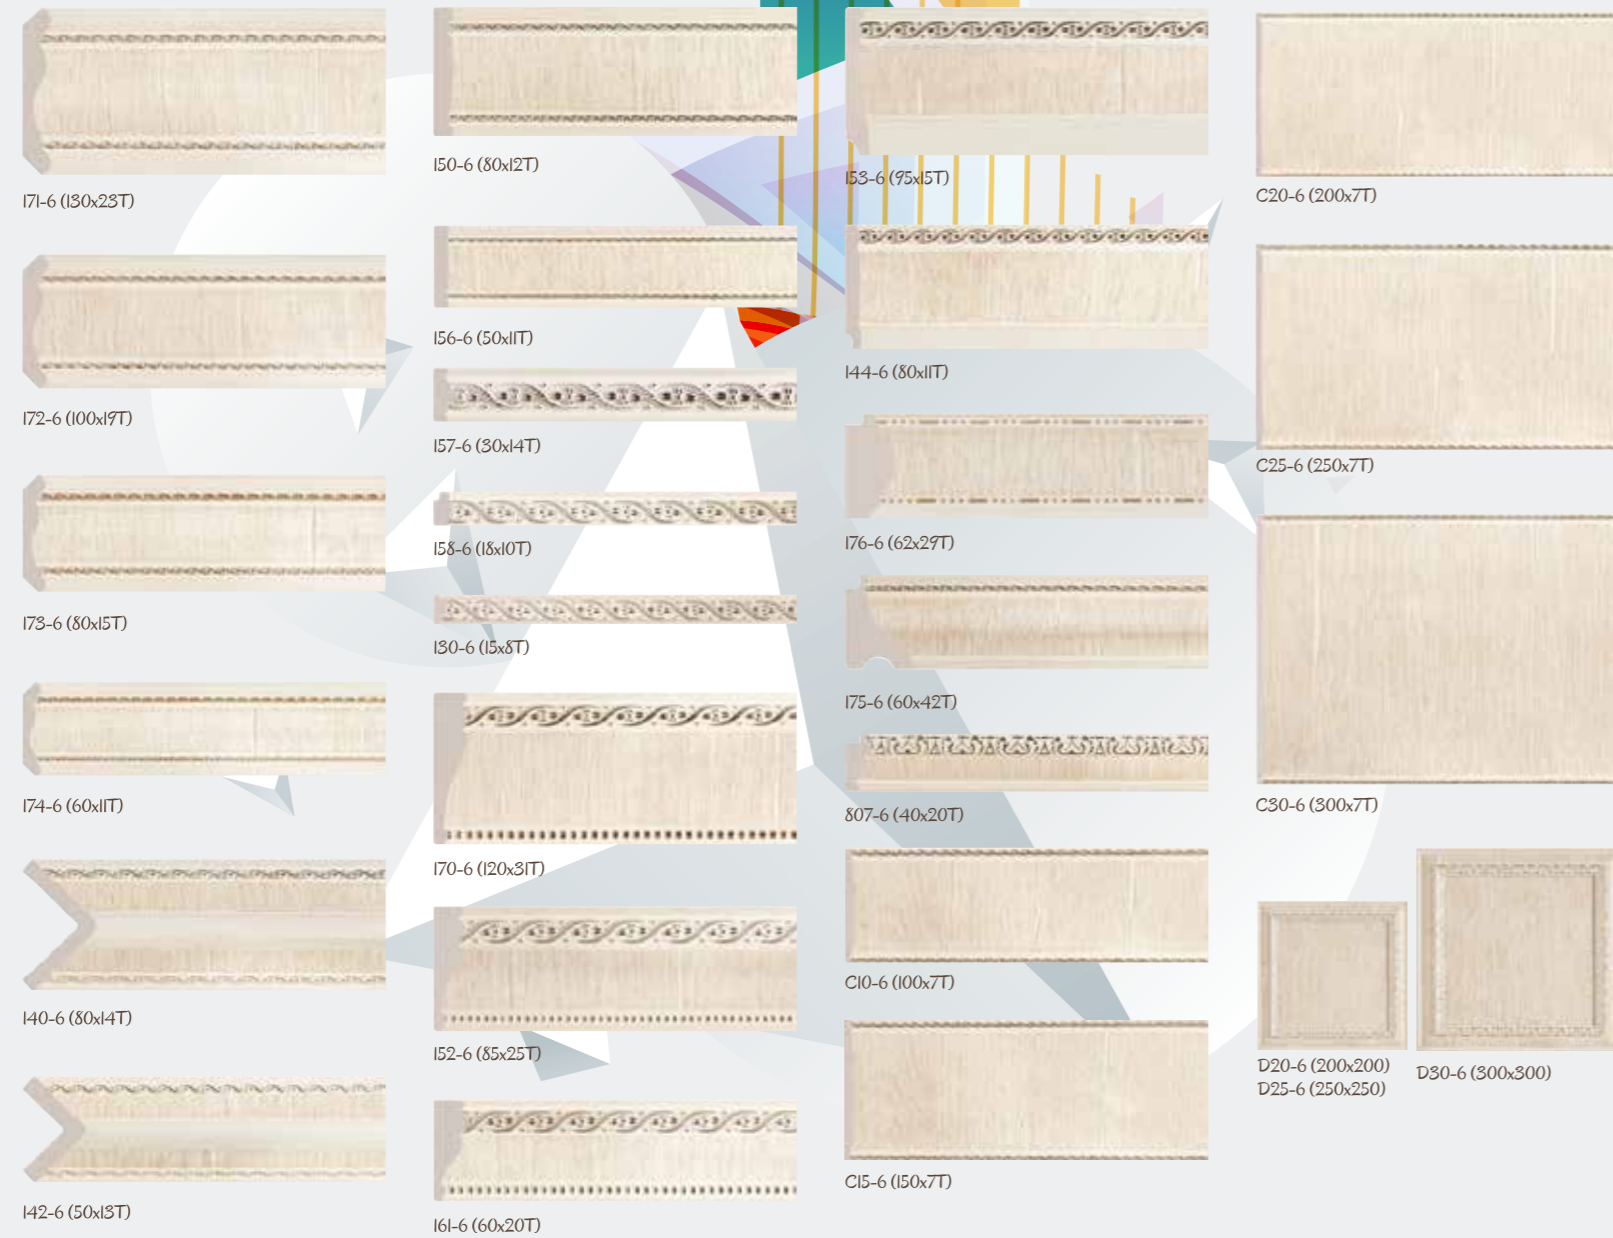 171-6 (130x23T)
172-6 (100x19T)
173-6 (80x15T)
174-6 (60x11T)
140-6 (80x14T)
142-6 (50x13T)
150-6 (80x12T)
156-6 (50x11T)
157-6 (30x14T)
158-6 (18x10T)
130-6 (15x8T)
170-6 (120x31T)
152-6 (85x25T)
161-6 (60x20T)
153-6 (95x15T)
144-6 (80x11T)
176-6 (62x29T)
175-6 (60x42T)
807-6 (40x20T)
C10-6 (100x7T)
C15-6 (150x7T)
C20-6 (200x7T)
C25-6 (250x7T)
C30-6 (300x7T)
D20-6 (200x200)
D25-6 (250x250)
D30-6 (300x300)